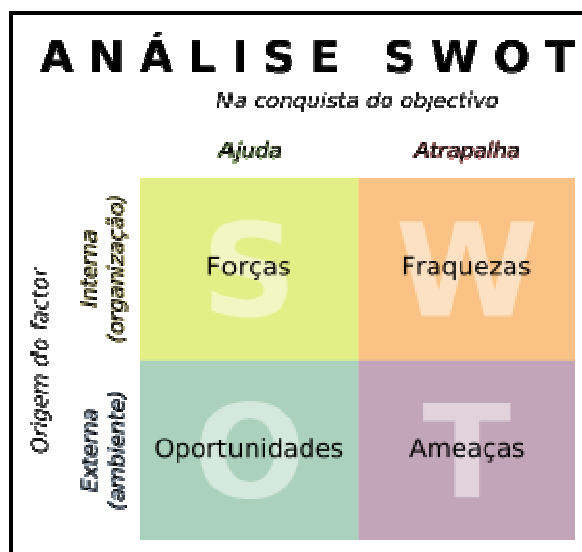 ANÁLISE SWOT
Na conquista do objectivo
Ajuda
Atrapalha
Origem do factor
Interna
(organização)
S
Forças
W
Fraquezas
Externa
(ambiente)
O
Oportunidades
T
Ameaças